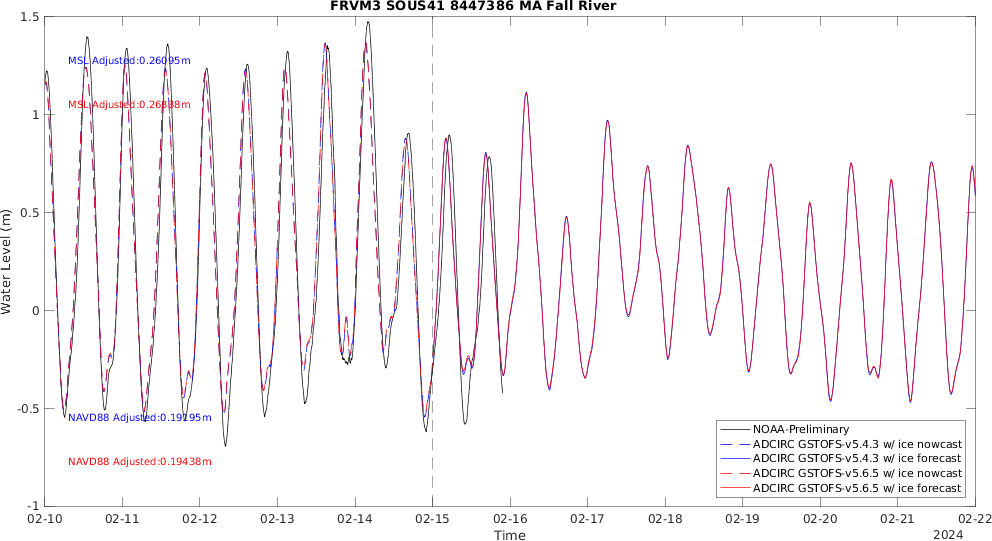 FRVM3 SOUS41 8447386 MA Fall River
1.5
1
0.5
0
-0.5
-1
Water Level (m)
MSL Adjusted:0.26095m
MSL Adjusted:0.26338m
NAVD88 Adjusted:0.19195m
NAVD88 Adjusted:0.19438m
NOAA-Preliminary
ADCIRC GSTOFS-v5.4.3 w/ ice nowcast
ADCIRC GSTOFS-v5.4.3 w/ ice forecast
ADCIRC GSTOFS-v5.6.5 w/ ice nowcast
ADCIRC GSTOFS-v5.6.5 w/ ice forecast
02-10 02-11 02-12 02-13 02-14 02-15 02-16 02-17 02-18 02-19 02-20 02-21 02-22
Time
2024